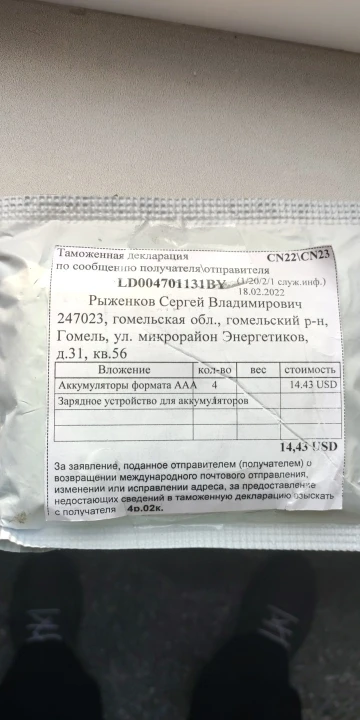 Таможенная декларация CN22\CN23
по сообщению получателя\отправителя
LD004701131BY (1/20/2/1 служ.инф.)
18.02.2022
Рыженков Сергей Владимирович
247023, гомельская обл., гомельский р-н,
Гомель, ул. микрорайон Энергетиков,
д.31, кв.56
Вложение кол-во вес стоимость
Аккумуляторы формата ААА 4 14,43 USD
Зарядное устройство для аккумуляторов 1
14,43 USD
За заявление, поданное отправителем (получателем) о
возвращении международного почтового отправления,
изменении или исправлении адреса, за предоставление
недостающих сведений в таможенную декларацию взыскать
с получателя 4р.02к.